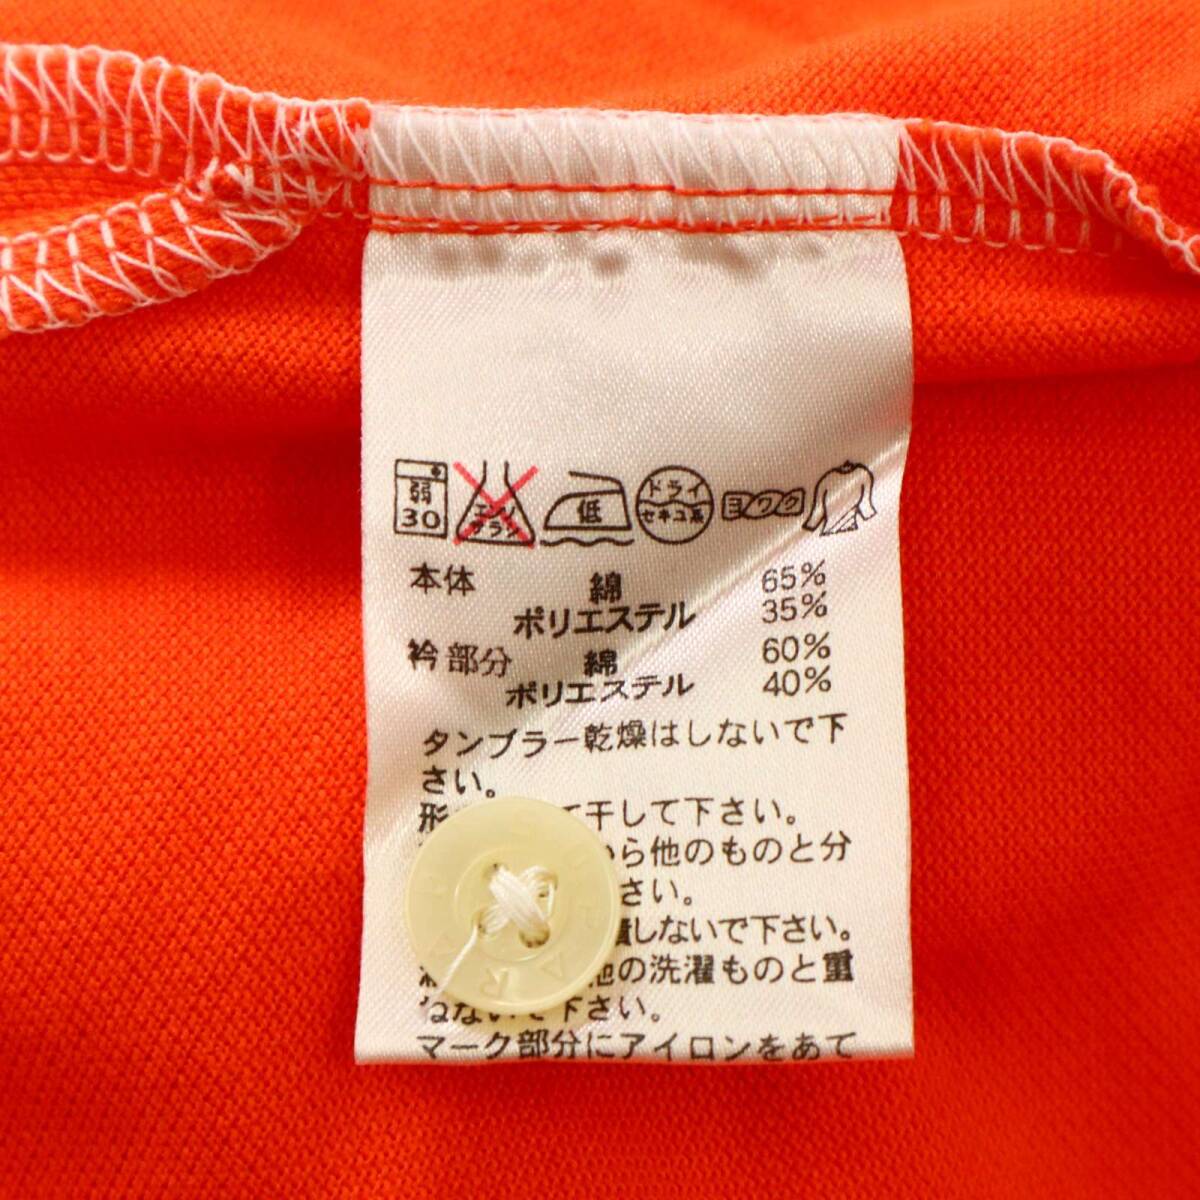 弱
30
エンソ
サラシ
低
ドライ
セキユ系
ヨワク
本体 綿 65%
ポリエステル 35%
衿部分 綿 60%
ポリエステル 40%
タンブラー乾燥はしないで下
さい。
形 て干して下さい。
から他のものと分
さい。
しないで下さい。
他の洗濯ものと重
ねないで下さい。
マーク部分にアイロンをあて